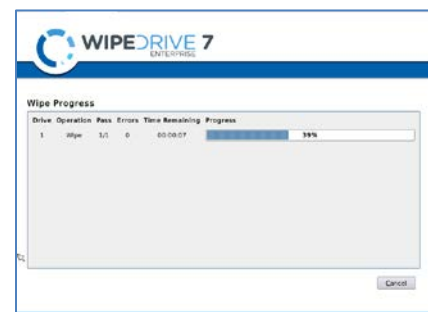 WIPEDRIVE 7
ENTERPRISE
Wipe Progress
Drive Operation Pass Errors Time Remaining Progress
1 Wipe 1/1 0 00:00:07 39%
Cancel